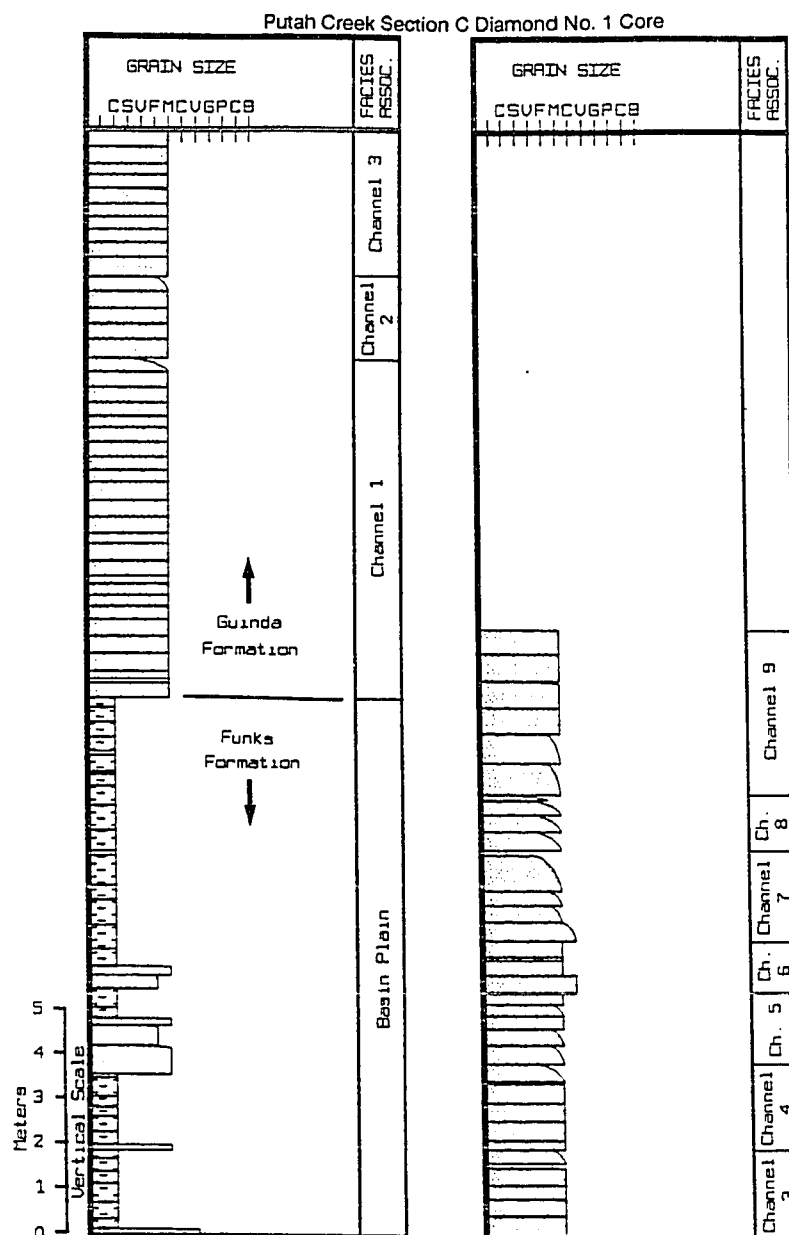 Putah Creek Section C Diamond No. 1 Core
GRAIN SIZE
FACIES
ASSOC.
CSVFMCVGPCB
Channel 3
Channel
2
Channel 1
Guinda
Formation
Funks
Formation
Basin Plain
5
4
3
2
1
0
Meters
Vertical Scale
GRAIN SIZE
FACIES
ASSOC.
CSVFMCVGPCB
Channel 9
Ch.
8
Channel
7
Ch.
6
Ch. 5
Channel
4
Channel
3